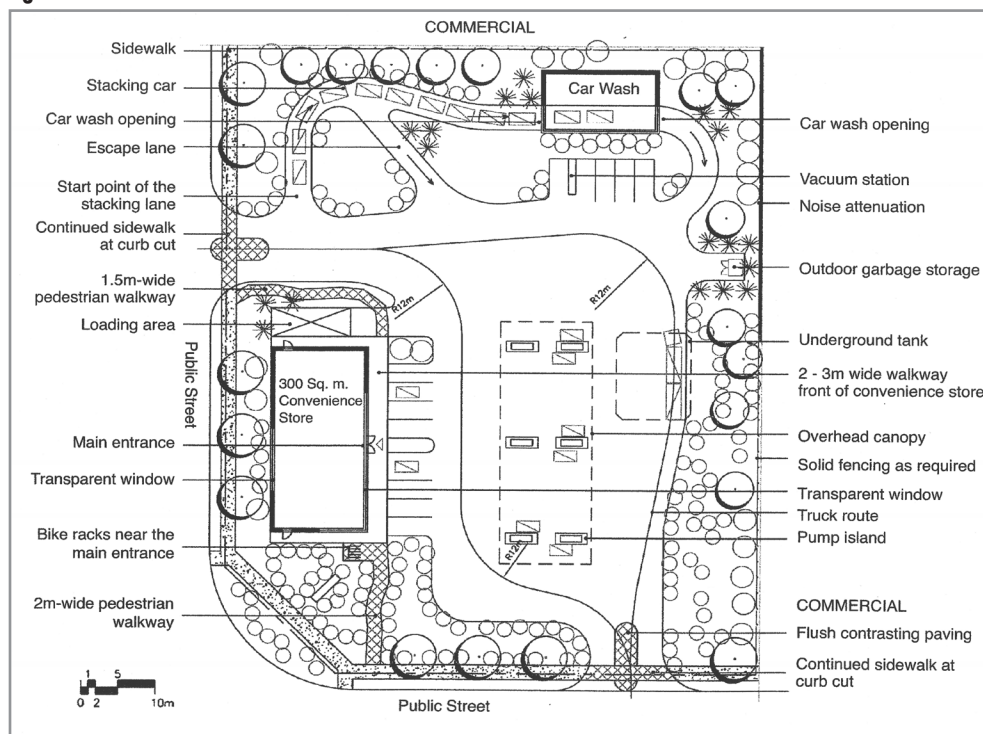 COMMERCIAL
Sidewalk
Stacking car
Car wash opening
Escape lane
Start point of the
stacking lane
Continued sidewalk
at curb cut
1.5m-wide
pedestrian walkway
Loading area
Public Street
Main entrance
Transparent window
Bike racks near the
main entrance
2m-wide pedestrian
walkway
1 5
0 2 10m
Car Wash
300 Sq. m.
Convenience
Store
R12m
R12m
R12m
Car wash opening
Vacuum station
Noise attenuation
Outdoor garbage storage
Underground tank
2 - 3m wide walkway
front of convenience store
Overhead canopy
Solid fencing as required
Transparent window
Truck route
Pump island
COMMERCIAL
Flush contrasting paving
Continued sidewalk at
curb cut
Public Street